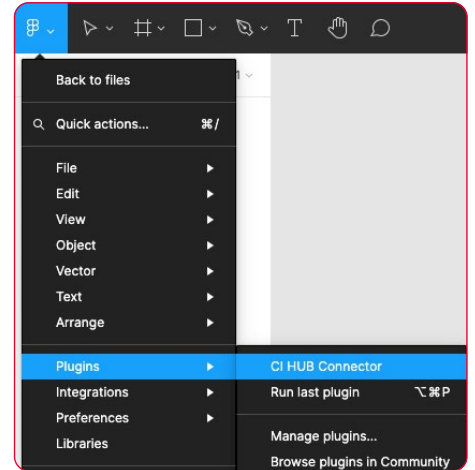 T
1
Back to files
Quick actions... ⌘/
File
Edit
View
Object
Vector
Text
Arrange
Plugins
CI HUB Connector
Integrations
Run last plugin ⌥⌘P
Preferences
Libraries
Manage plugins...
Browse plugins in Community